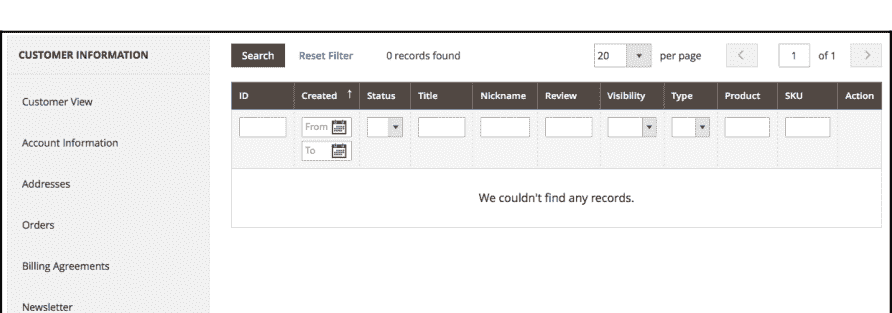 CUSTOMER INFORMATION
Customer View
Account Information
Addresses
Orders
Billing Agreements
Newsletter
Search Reset Filter 0 records found 20 per page 1 of 1
ID Created ↑ Status Title Nickname Review Visibility Type Product SKU Action
From
To
We couldn't find any records.